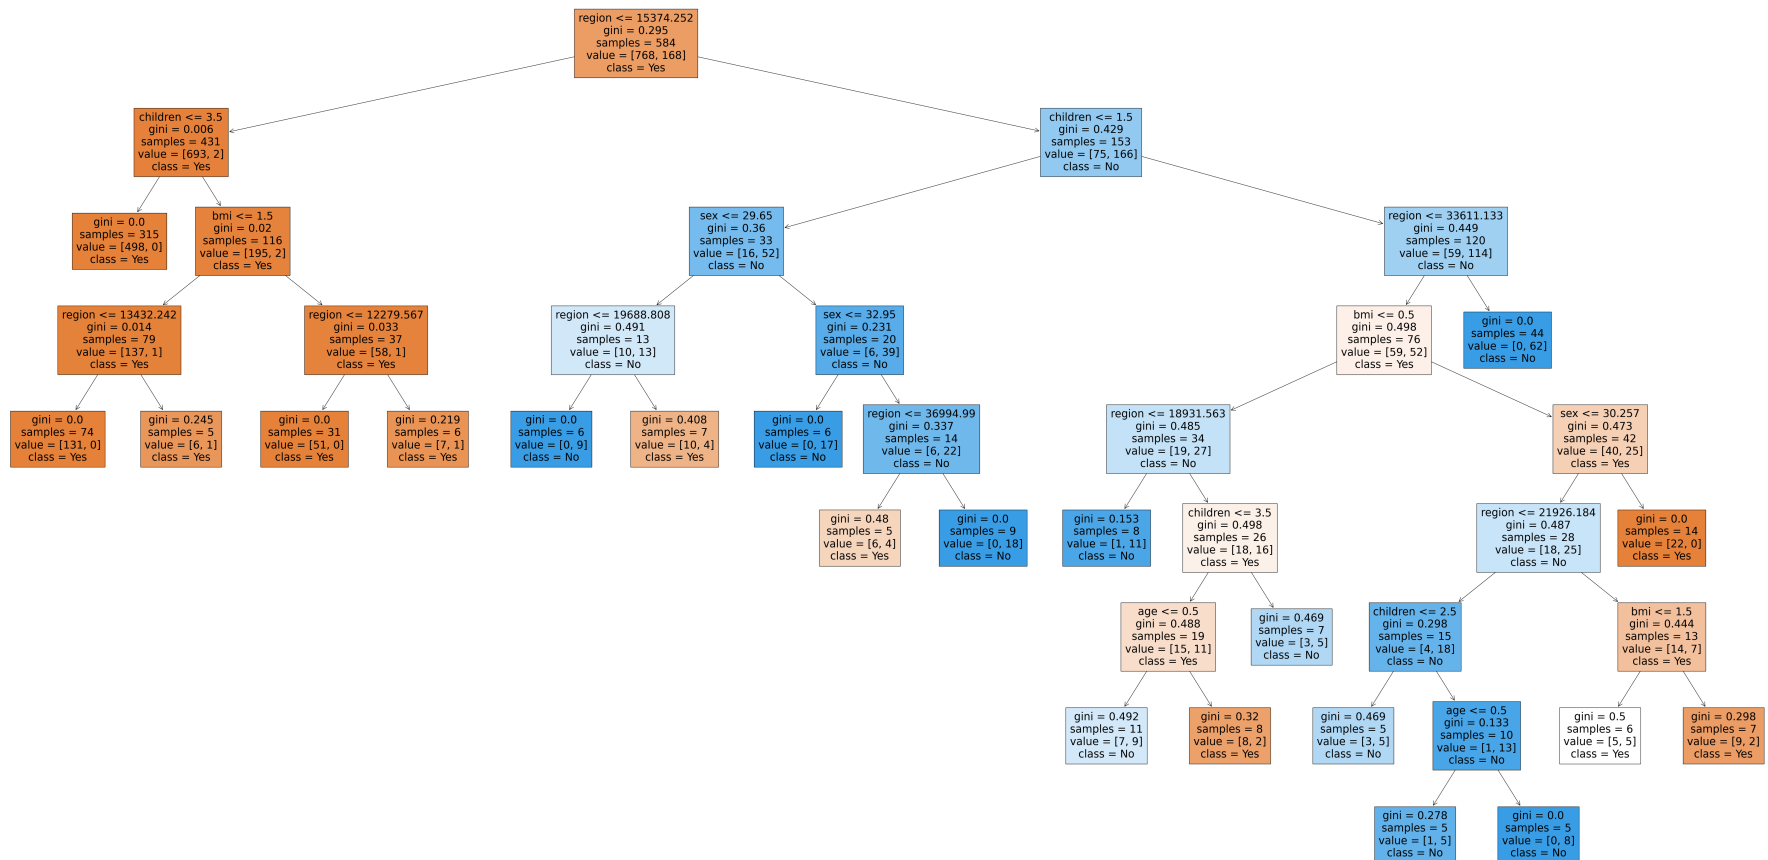 region <= 15374.252
gini = 0.295
samples = 584
value = [768, 168]
class = Yes
children <= 3.5
gini = 0.006
samples = 431
value = [693, 2]
class = Yes
children <= 1.5
gini = 0.429
samples = 153
value = [75, 166]
class = No
gini = 0.0
samples = 315
value = [498, 0]
class = Yes
bmi <= 1.5
gini = 0.02
samples = 116
value = [195, 2]
class = Yes
sex <= 29.65
gini = 0.36
samples = 33
value = [16, 52]
class = No
region <= 33611.133
gini = 0.449
samples = 120
value = [59, 114]
class = No
region <= 13432.242
gini = 0.014
samples = 79
value = [137, 1]
class = Yes
region <= 12279.567
gini = 0.033
samples = 37
value = [58, 1]
class = Yes
region <= 19688.808
gini = 0.491
samples = 13
value = [10, 13]
class = No
sex <= 32.95
gini = 0.231
samples = 20
value = [6, 39]
class = No
bmi <= 0.5
gini = 0.498
samples = 76
value = [59, 52]
class = Yes
gini = 0.0
samples = 44
value = [0, 62]
class = No
gini = 0.0
samples = 74
value = [131, 0]
class = Yes
gini = 0.245
samples = 5
value = [6, 1]
class = Yes
gini = 0.0
samples = 31
value = [51, 0]
class = Yes
gini = 0.219
samples = 6
value = [7, 1]
class = Yes
gini = 0.0
samples = 6
value = [0, 9]
class = No
gini = 0.408
samples = 7
value = [10, 4]
class = Yes
gini = 0.0
samples = 6
value = [0, 17]
class = No
region <= 36994.99
gini = 0.337
samples = 14
value = [6, 22]
class = No
region <= 18931.563
gini = 0.485
samples = 34
value = [19, 27]
class = No
sex <= 30.257
gini = 0.473
samples = 42
value = [40, 25]
class = Yes
gini = 0.48
samples = 5
value = [6, 4]
class = Yes
gini = 0.0
samples = 9
value = [0, 18]
class = No
gini = 0.153
samples = 8
value = [1, 11]
class = No
children <= 3.5
gini = 0.498
samples = 26
value = [18, 16]
class = Yes
region <= 21926.184
gini = 0.487
samples = 28
value = [18, 25]
class = No
gini = 0.0
samples = 14
value = [22, 0]
class = Yes
age <= 0.5
gini = 0.488
samples = 19
value = [15, 11]
class = Yes
gini = 0.469
samples = 7
value = [3, 5]
class = No
children <= 2.5
gini = 0.298
samples = 15
value = [4, 18]
class = No
bmi <= 1.5
gini = 0.444
samples = 13
value = [14, 7]
class = Yes
gini = 0.492
samples = 11
value = [7, 9]
class = No
gini = 0.32
samples = 8
value = [8, 2]
class = Yes
gini = 0.469
samples = 5
value = [3, 5]
class = No
age <= 0.5
gini = 0.133
samples = 10
value = [1, 13]
class = No
gini = 0.5
samples = 6
value = [5, 5]
class = Yes
gini = 0.298
samples = 7
value = [9, 2]
class = Yes
gini = 0.278
samples = 5
value = [1, 5]
class = No
gini = 0.0
samples = 5
value = [0, 8]
class = No